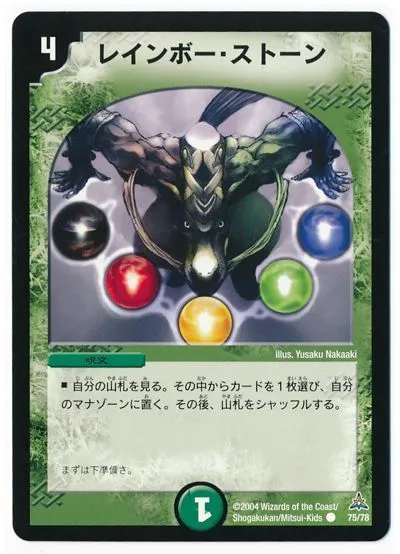 4
レインボー・ストーン
illus. Yusaku Nakaaki
呪文
■ 自分の山札を見る。その中からカードを1枚選び、自分
のマナゾーンに置く。その後、山札をシャッフルする。
まずは下準備さ。
1
©2004 Wizards of the Coast/
Shogakukan/Mitsui-Kids
75/78